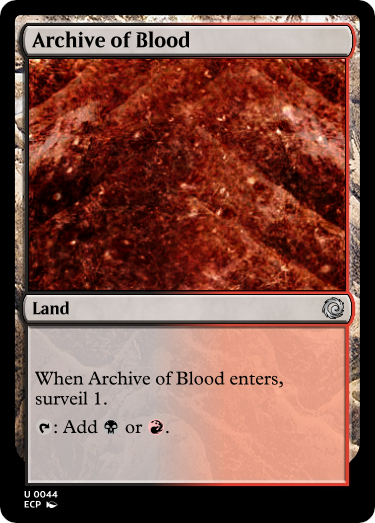 Archive of Blood
Land
When Archive of Blood enters,
surveil 1.
: Add or .
U 0044
ECP